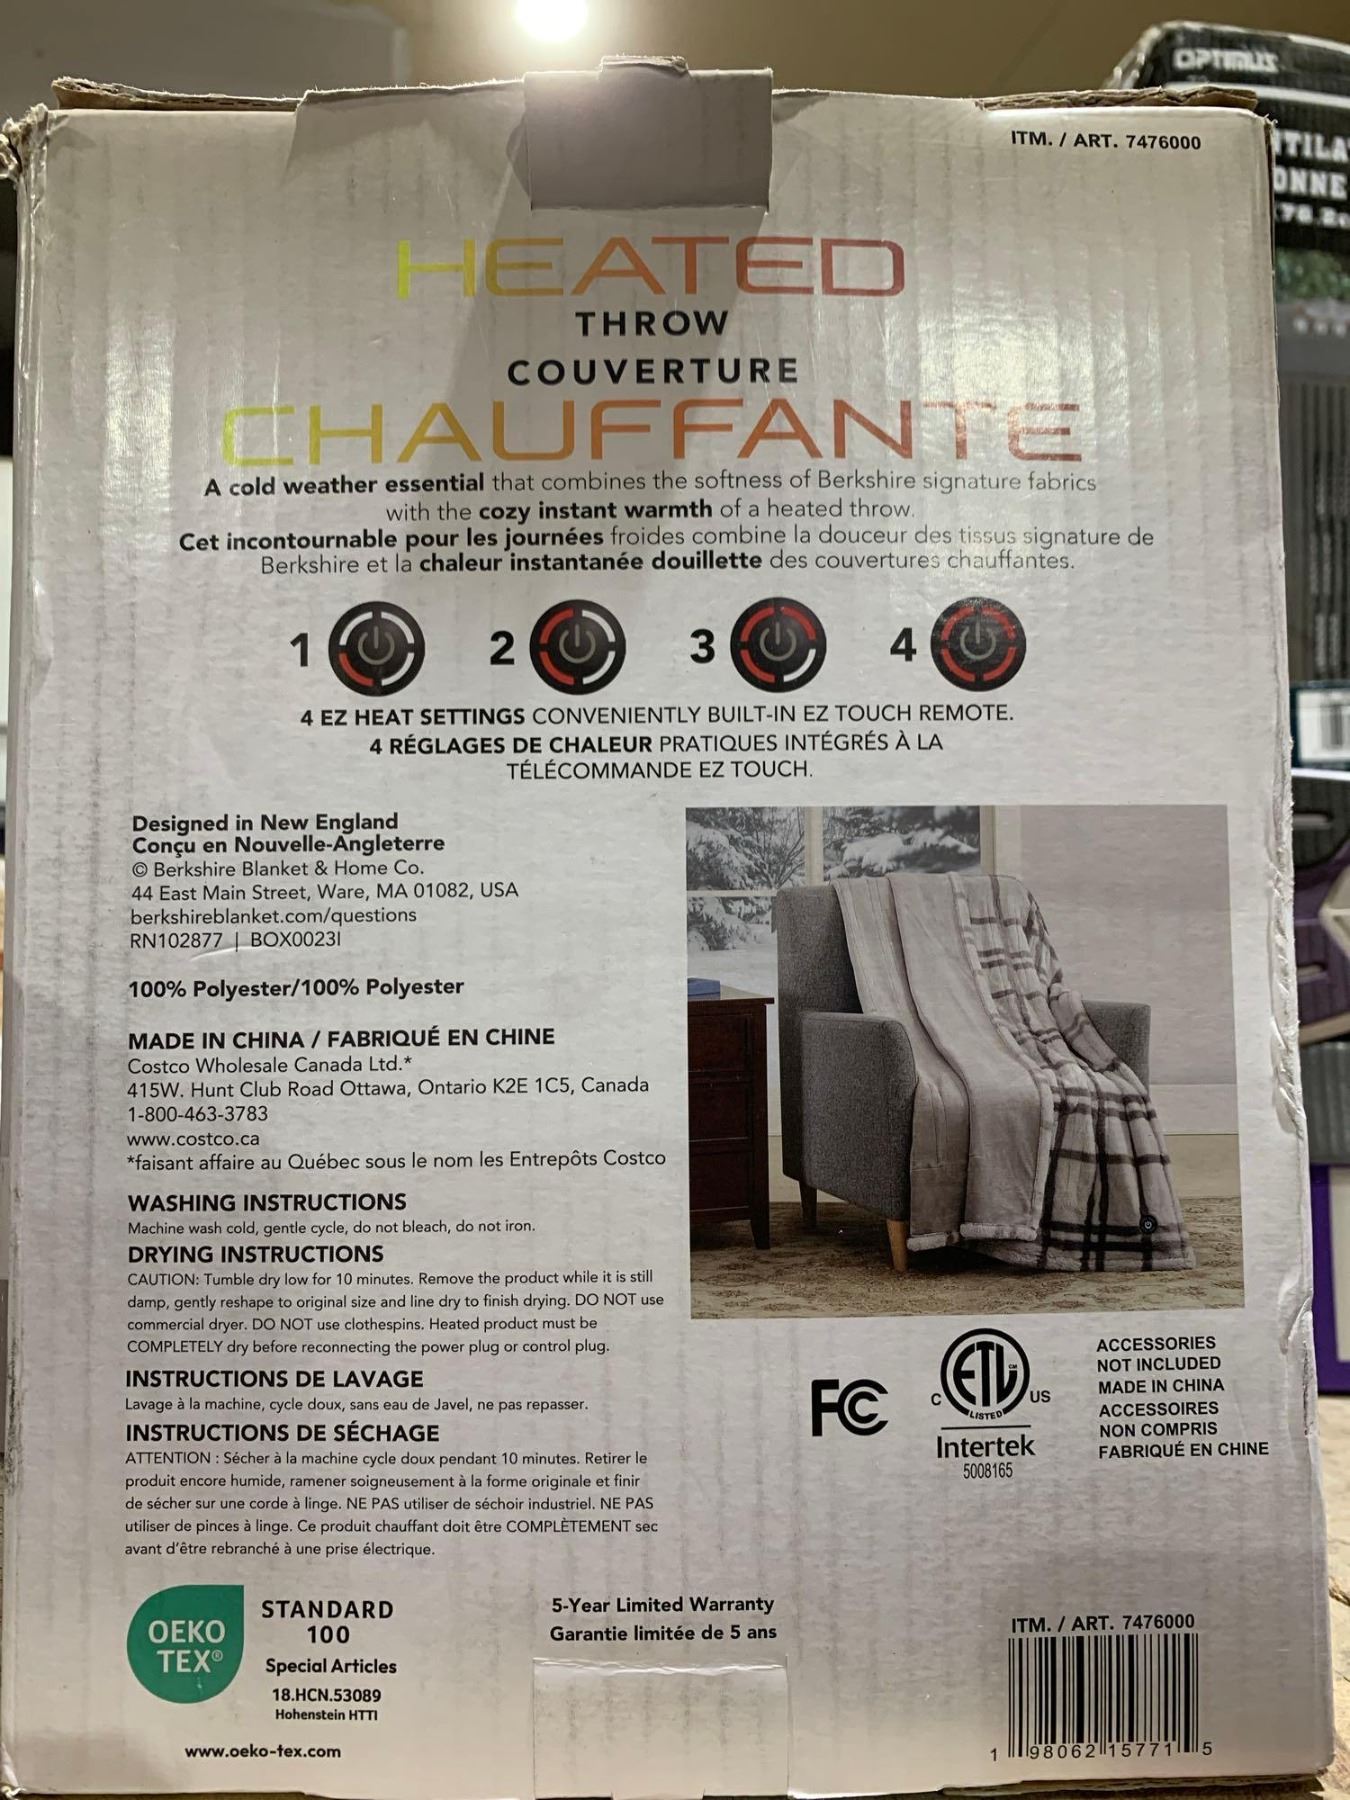 OPTIMUS
ITM. / ART. 7476000
HEATED
THROW
COUVERTURE
CHAUFFANTE
A cold weather essential that combines the softness of Berkshire signature fabrics
with the cozy instant warmth of a heated throw.
Cet incontournable pour les journées froides combine la douceur des tissus signature de
Berkshire et la chaleur instantanée douillette des couvertures chauffantes.
1 2 3 4
4 EZ HEAT SETTINGS CONVENIENTLY BUILT-IN EZ TOUCH REMOTE.
4 RÉGLAGES DE CHALEUR PRATIQUES INTÉGRÉS À LA
TÉLÉCOMMANDE EZ TOUCH.
Designed in New England
Conçu en Nouvelle-Angleterre
© Berkshire Blanket & Home Co.
44 East Main Street, Ware, MA 01082, USA
berkshireblanket.com/questions
RN102877 | BOX0023I
100% Polyester/100% Polyester
MADE IN CHINA / FABRIQUÉ EN CHINE
Costco Wholesale Canada Ltd.*
415W. Hunt Club Road Ottawa, Ontario K2E 1C5, Canada
1-800-463-3783
www.costco.ca
*faisant affaire au Québec sous le nom les Entrepôts Costco
WASHING INSTRUCTIONS
Machine wash cold, gentle cycle, do not bleach, do not iron.
DRYING INSTRUCTIONS
CAUTION: Tumble dry low for 10 minutes. Remove the product while it is still
damp, gently reshape to original size and line dry to finish drying. DO NOT use
commercial dryer. DO NOT use clothespins. Heated product must be
COMPLETELY dry before reconnecting the power plug or control plug.
INSTRUCTIONS DE LAVAGE
Lavage à la machine, cycle doux, sans eau de Javel, ne pas repasser.
INSTRUCTIONS DE SÉCHAGE
ATTENTION : Sécher à la machine cycle doux pendant 10 minutes. Retirer le
produit encore humide, ramener soigneusement à la forme originale et finir
de sécher sur une corde à linge. NE PAS utiliser de séchoir industriel. NE PAS
utiliser de pinces à linge. Ce produit chauffant doit être COMPLÈTEMENT sec
avant d'être rebranché à une prise électrique.
FC
C ETL CM US
LISTED
Intertek
5008165
ACCESSORIES
NOT INCLUDED
MADE IN CHINA
ACCESSOIRES
NON COMPRIS
FABRIQUÉ EN CHINE
OEKO
TEX®
STANDARD
100
Special Articles
18.HCN.53089
Hohenstein HTTI
www.oeko-tex.com
5-Year Limited Warranty
Garantie limitée de 5 ans
ITM. / ART. 7476000
1 98062 15771 5